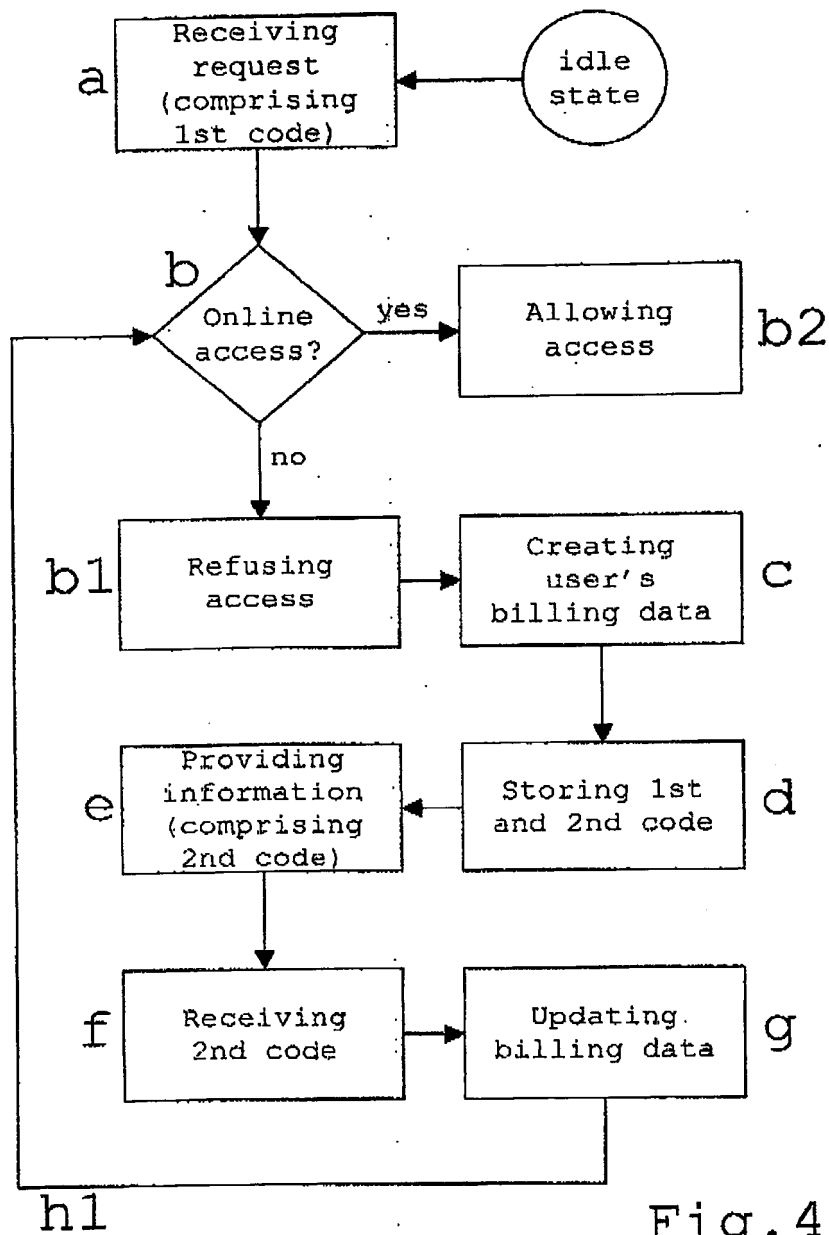 Receiving
request
(comprising
1st code)
a
idle
state
b
Online
access?
yes
Allowing
access
b2
no
b1
Refusing
access
Creating
user's
billing data
c
e
Providing
information
(comprising
2nd code)
Storing 1st
and 2nd code
d
f
Receiving
2nd code
Updating
billing data
g
h1
Fig.4